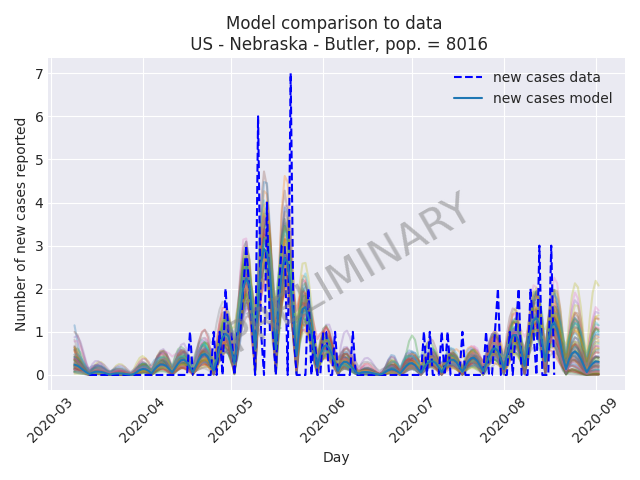 Model comparison to data
US - Nebraska - Butler, pop. = 8016
new cases data
new cases model
Number of new cases reported
7
6
5
4
3
2
1
0
PRELIMINARY
2020-03
2020-04
2020-05
2020-06
2020-07
2020-08
2020-09
Day